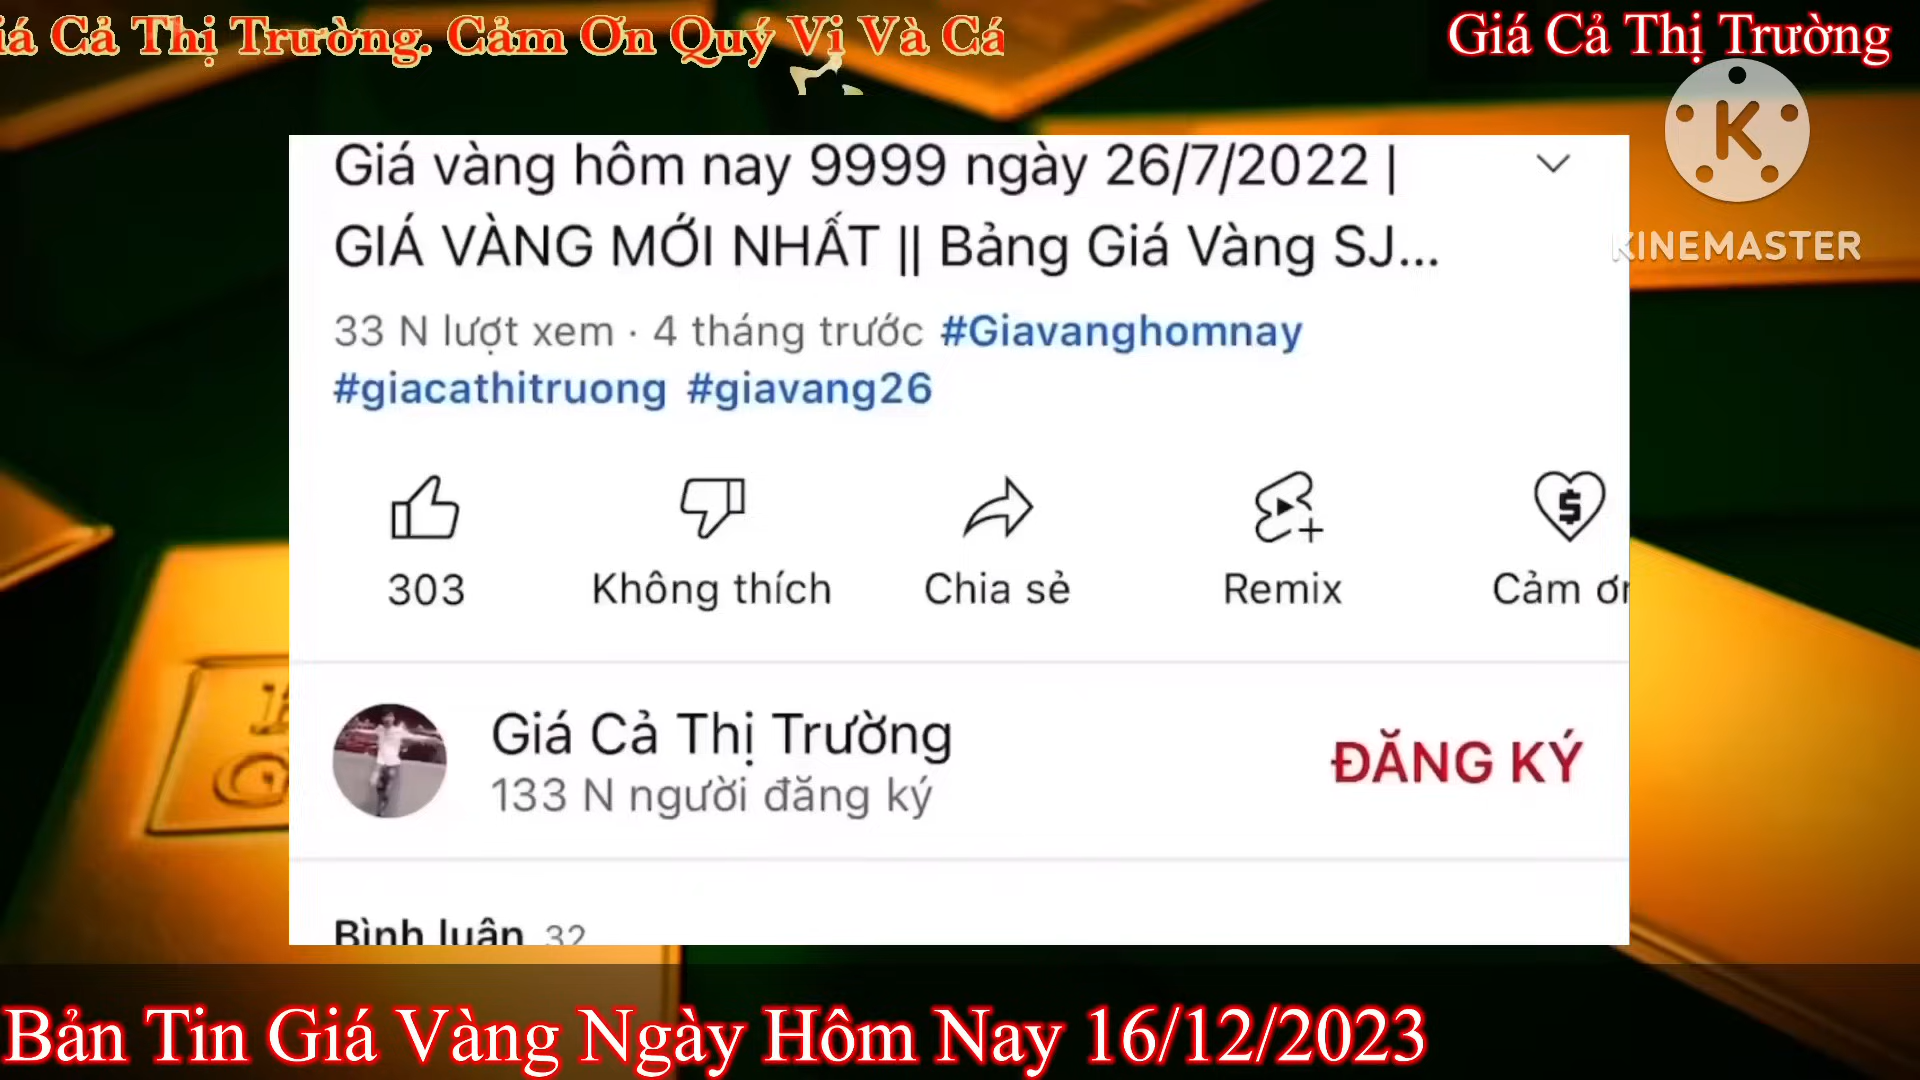 Cả Thị Trường. Cảm Ơn Quý Vị Và Cá
Giá Cả Thị Trường
K
KINEMASTER
Giá vàng hôm nay 9999 ngày 26/7/2022 |
GIÁ VÀNG MỚI NHẤT || Bảng Giá Vàng SJ...
33 N lượt xem · 4 tháng trước #Giavanghomnay
#giacathitruong #giavang26
303 Không thích Chia sẻ Remix Cảm ơn
Giá Cả Thị Trường
133 N người đăng ký
ĐĂNG KÝ
Bình luận 32
Bản Tin Giá Vàng Ngày Hôm Nay 16/12/2023